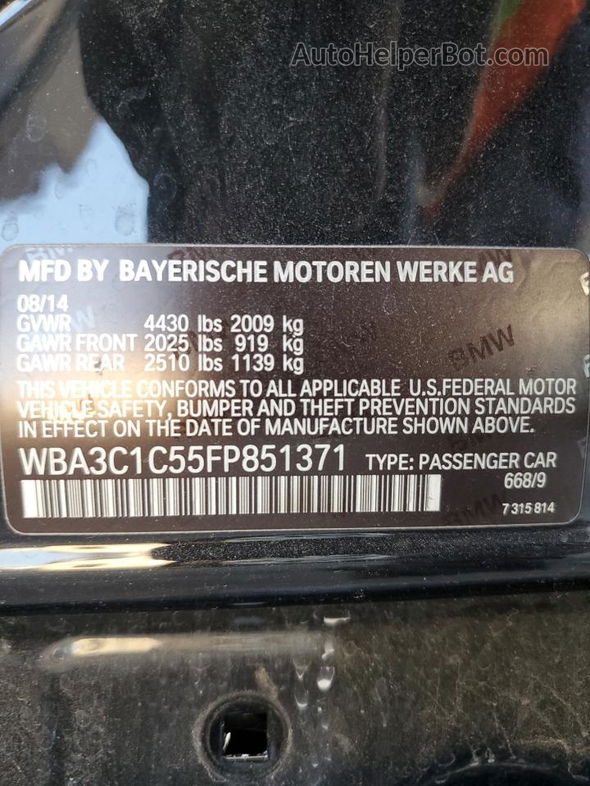 AutoHelperBot.com
MFD BY BAYERISCHE MOTOREN WERKE AG
08/14
GVWR 4430 lbs 2009 kg
GAWR FRONT 2025 lbs 919 kg
GAWR REAR 2510 lbs 1139 kg
THIS VEHICLE CONFORMS TO ALL APPLICABLE U.S.FEDERAL MOTOR
VEHICLE SAFETY, BUMPER AND THEFT PREVENTION STANDARDS
IN EFFECT ON THE DATE OF MANUFACTURE SHOWN ABOVE.
WBA3C1C55FP851371 TYPE: PASSENGER CAR
668/9
7 315 814
BMW
BMW